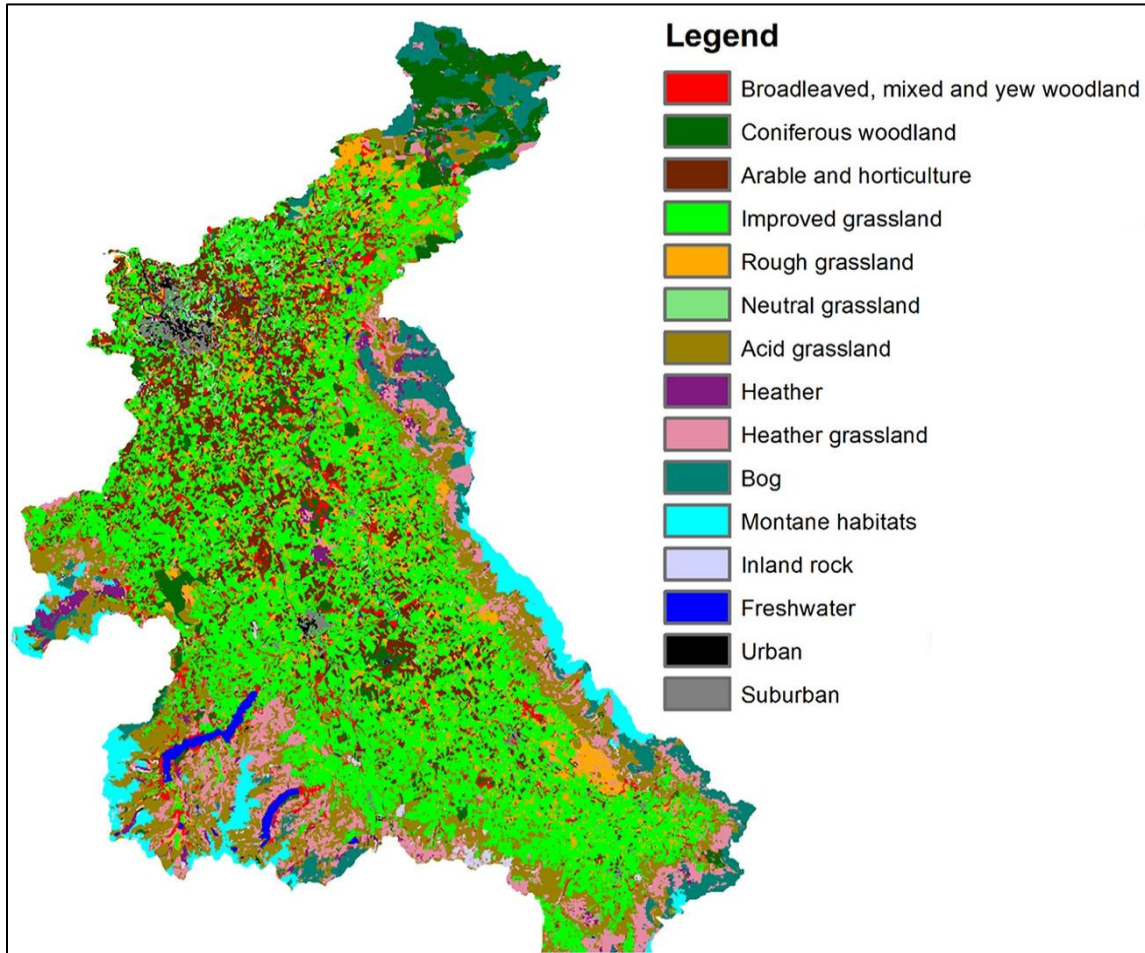 Legend
Broadleaved, mixed and yew woodland
Coniferous woodland
Arable and horticulture
Improved grassland
Rough grassland
Neutral grassland
Acid grassland
Heather
Heather grassland
Bog
Montane habitats
Inland rock
Freshwater
Urban
Suburban